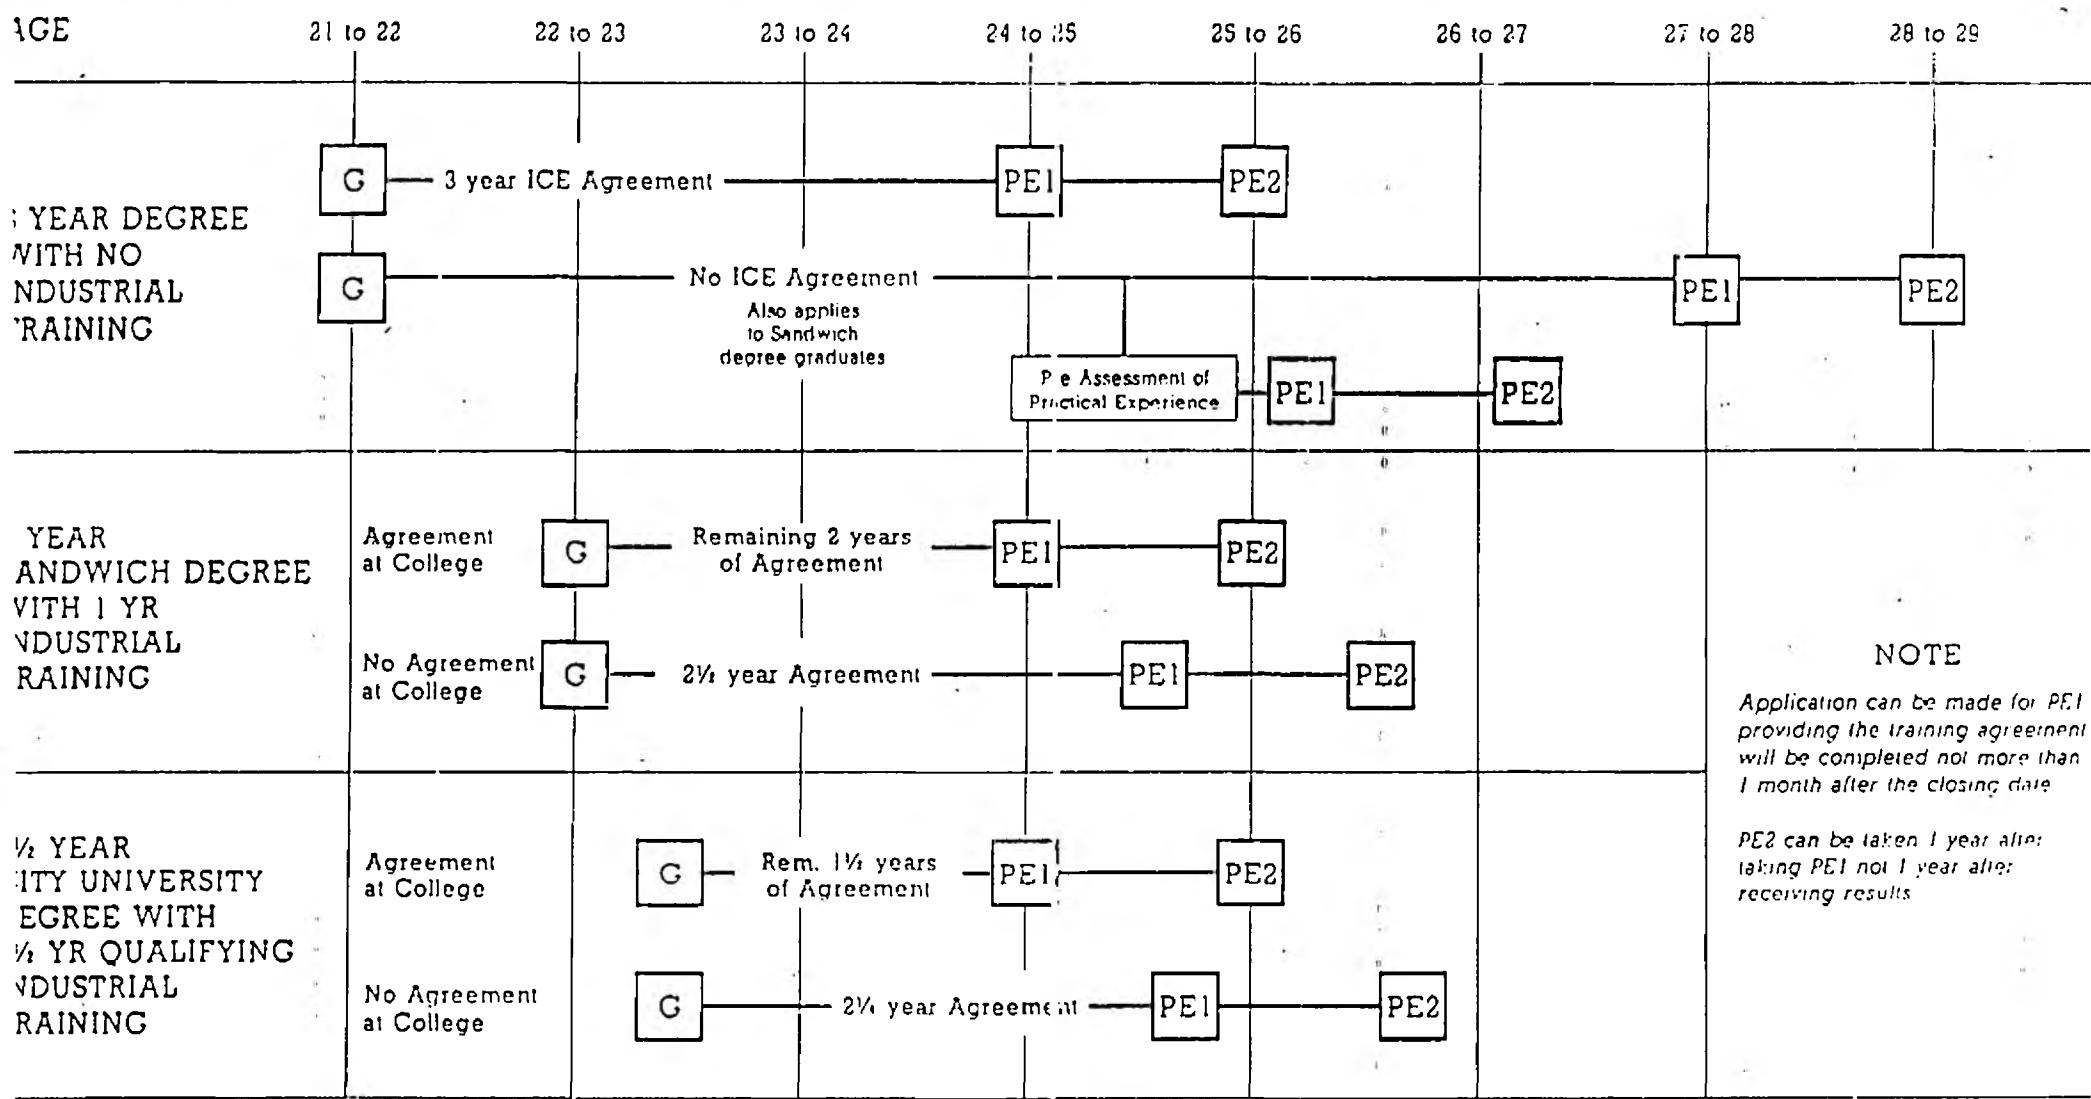 AGE 21 to 22 22 to 23 23 to 24 24 to 25 25 to 26 26 to 27 27 to 28 28 to 29
G 3 year ICE Agreement PE1 PE2
YEAR DEGREE
WITH NO
NDUSTRIAL
RAINING
G No ICE Agreement PE1 PE2
Also applies
to Sandwich
degree graduates
P e Assessment of
Practical Experience
PE1 PE2
YEAR
ANDWICH DEGREE
WITH 1 YR
NDUSTRIAL
RAINING
Agreement
at College
G Remaining 2 years
of Agreement
PE1 PE2
No Agreement
at College
G 2½ year Agreement PE1 PE2
NOTE
Application can be made for PE1
providing the training agreement
will be completed not more than
1 month after the closing date
PE2 can be taken 1 year after
taking PE1 not 1 year after
receiving results
½ YEAR
ITY UNIVERSITY
EGREE WITH
½ YR QUALIFYING
NDUSTRIAL
RAINING
Agreement
at College
G Rem. 1½ years
of Agreement
PE1 PE2
No Agreement
at College
G year Agreement PE1 PE2